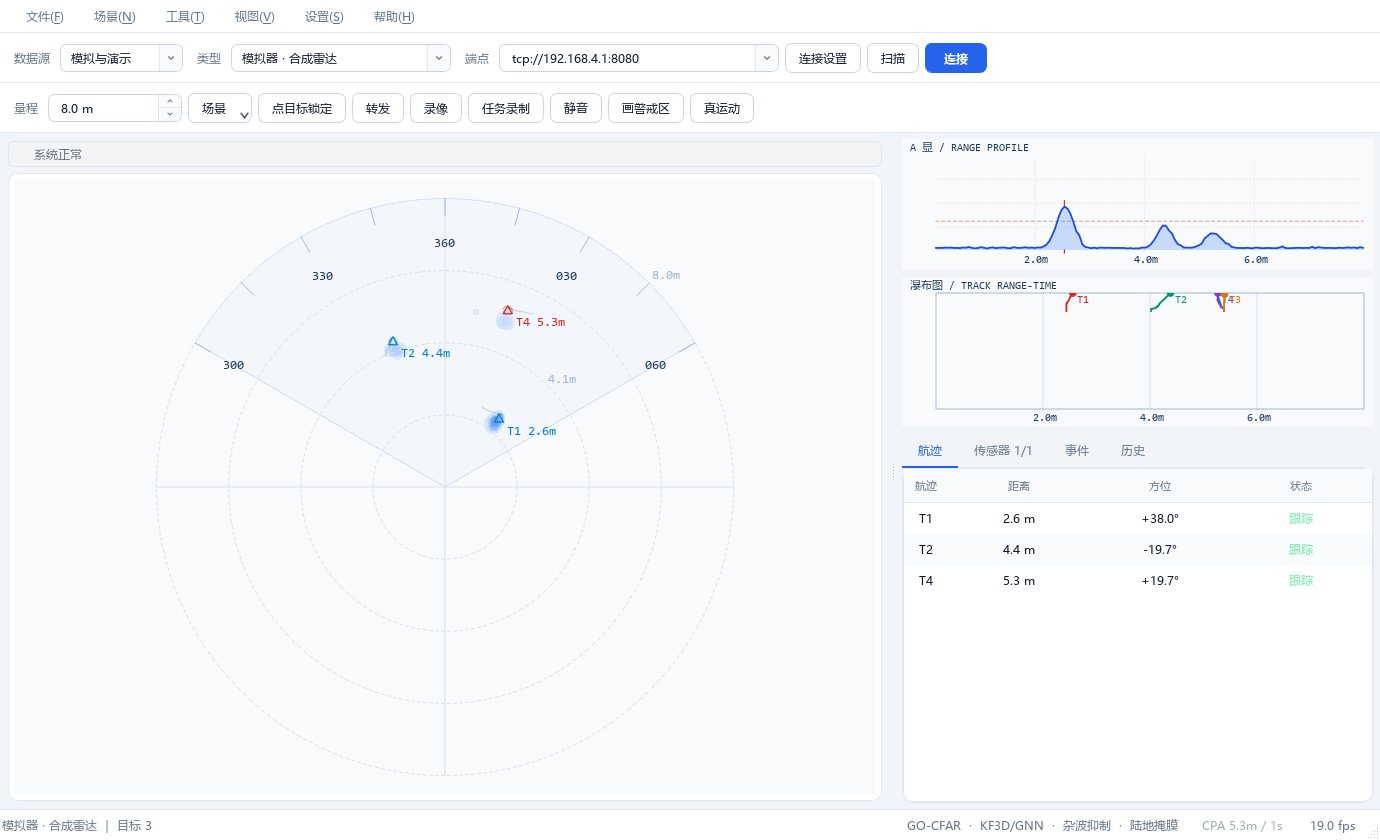 文件(F) 场景(N) 工具(T) 视图(V) 设置(S) 帮助(H)
数据源 模拟与演示 类型 模拟器 · 合成雷达 端点 tcp://192.168.4.1:8080 连接设置 扫描 连接
量程 8.0 m 场景 点目标锁定 转发 录像 任务录制 静音 画警戒区 真运动
系统正常
360
330
030
8.0m
T4 5.3m
T2 4.4m
300
060
4.1m
T1 2.6m
A 显 / RANGE PROFILE
2.0m 4.0m 6.0m
瀑布图 / TRACK RANGE-TIME
T1 T2 T3
2.0m 4.0m 6.0m
航迹 传感器 1/1 事件 历史
航迹 距离 方位 状态
T1 2.6 m +38.0° 跟踪
T2 4.4 m -19.7° 跟踪
T4 5.3 m +19.7° 跟踪
模拟器 · 合成雷达 | 目标 3
GO-CFAR · KF3D/GNN · 杂波抑制 · 陆地掩膜 CPA 5.3m / 1s 19.0 fps